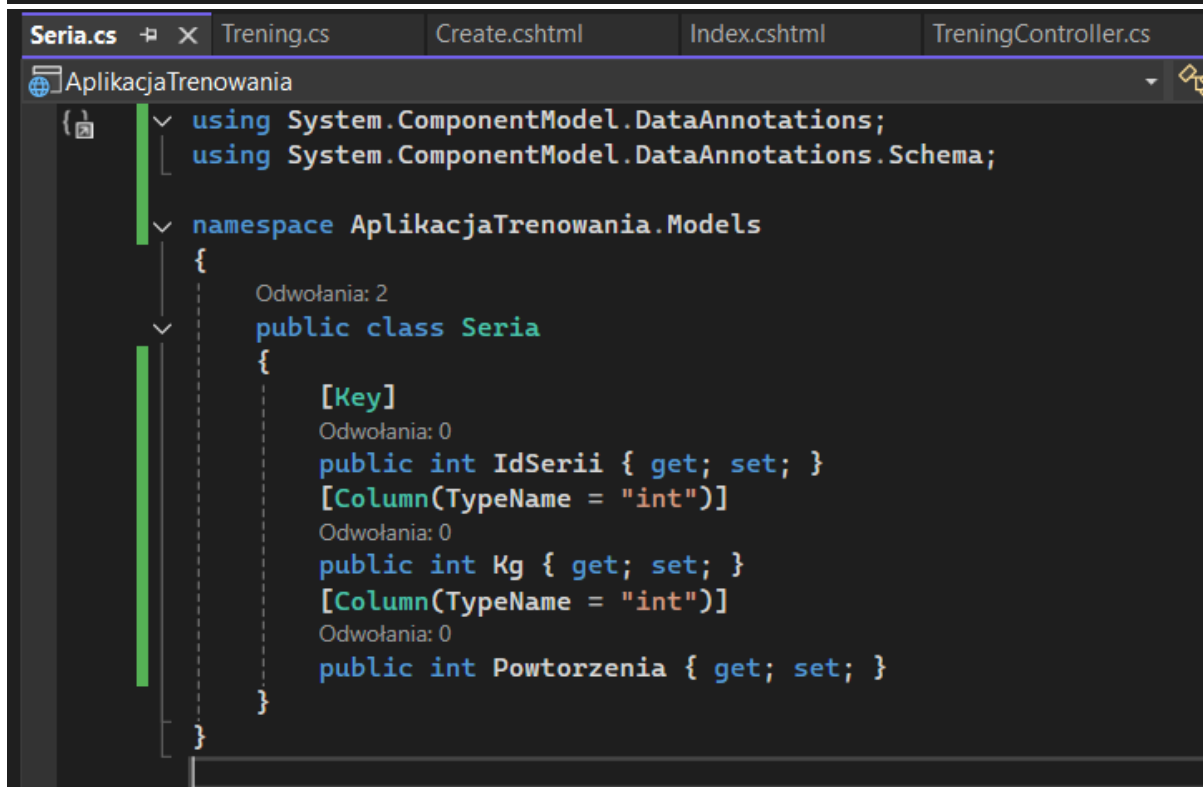 Seria.cs Trening.cs Create.cshtml Index.cshtml TreningController.cs
AplikacjaTrenowania
using System.ComponentModel.DataAnnotations;
using System.ComponentModel.DataAnnotations.Schema;
namespace AplikacjaTrenowania.Models
{
Odwołania: 2
public class Seria
{
[Key]
Odwołania: 0
public int IdSerii { get; set; }
[Column(TypeName = "int")]
Odwołania: 0
public int Kg { get; set; }
[Column(TypeName = "int")]
Odwołania: 0
public int Powtorzenia { get; set; }
}
}